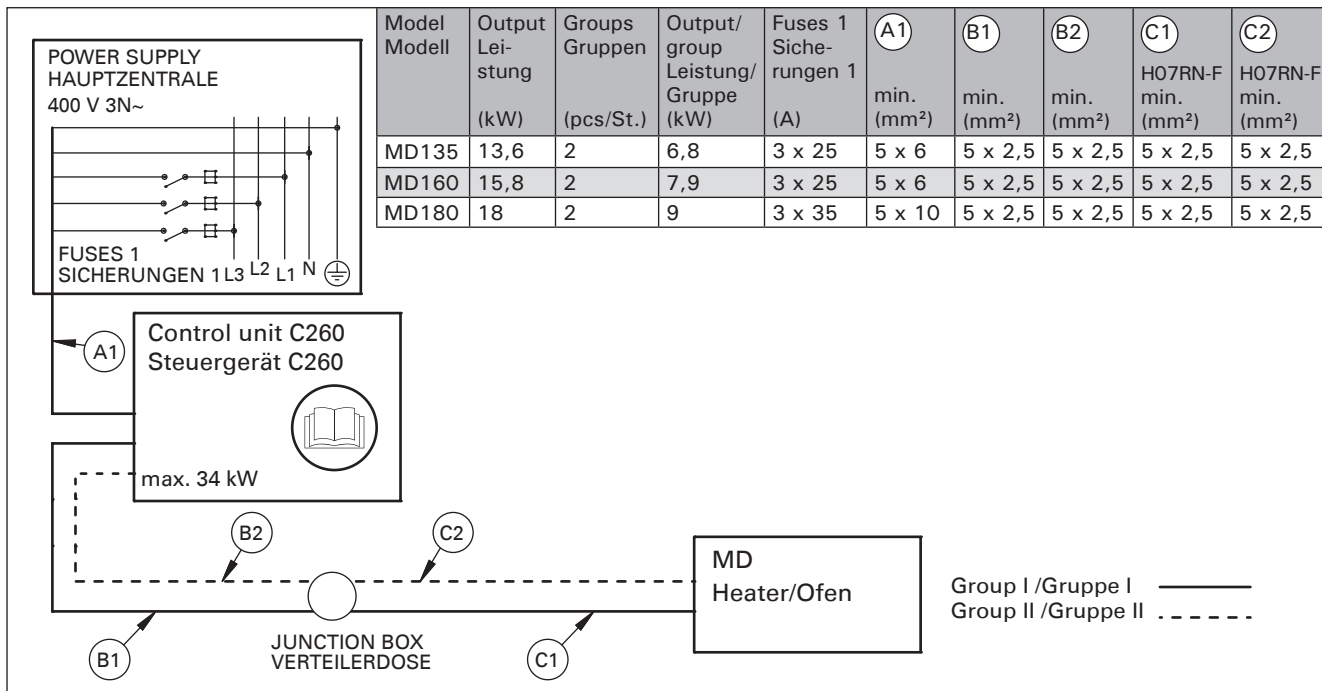 POWER SUPPLY
HAUPTZENTRALE
400 V 3N~
FUSES 1
SICHERUNGEN 1 L3 L2 L1 N
Model Modell Output Lei-stung (kW) Groups Gruppen (pcs/St.) Output/group Leistung/Gruppe (kW) Fuses 1 Siche-rungen 1 (A) A1 min. (mm²) B1 min. (mm²) B2 min. (mm²) C1 H07RN-F min. (mm²) C2 H07RN-F min. (mm²)
MD135 13,6 2 6,8 3 x 25 5 x 6 5 x 2,5 5 x 2,5 5 x 2,5 5 x 2,5
MD160 15,8 2 7,9 3 x 25 5 x 6 5 x 2,5 5 x 2,5 5 x 2,5 5 x 2,5
MD180 18 2 9 3 x 35 5 x 10 5 x 2,5 5 x 2,5 5 x 2,5 5 x 2,5
A1
Control unit C260
Steuergerät C260
max. 34 kW
B2
C2
MD
Heater/Ofen
Group I /Gruppe I
Group II /Gruppe II
B1
JUNCTION BOX
VERTEILERDOSE
C1